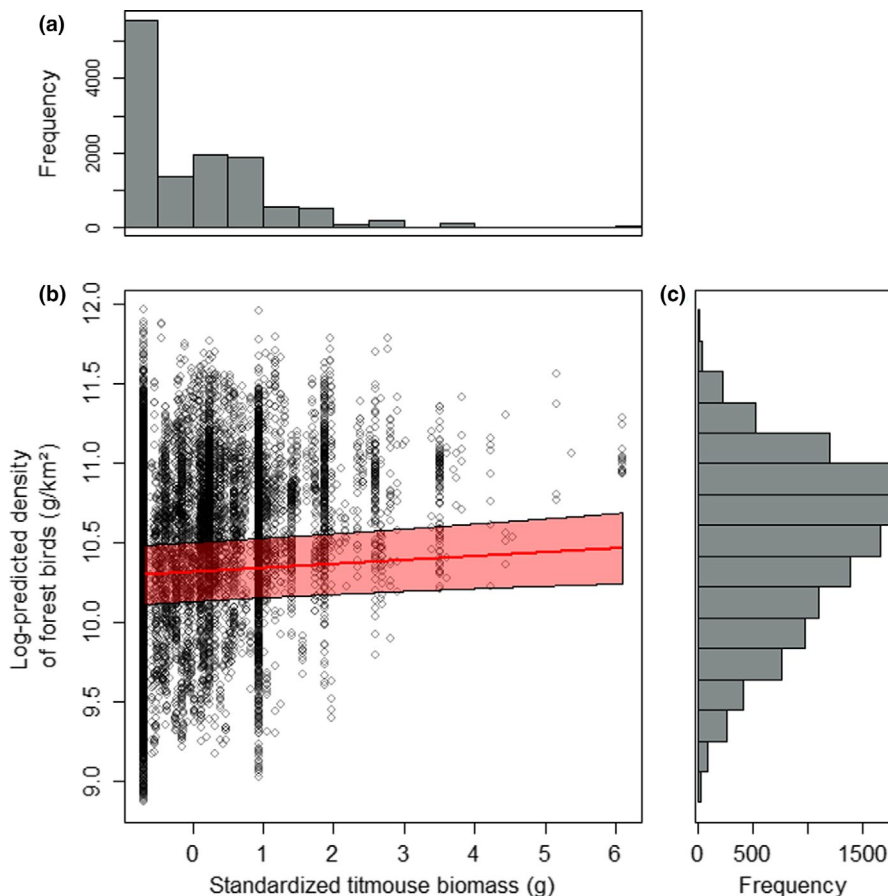 (a)
Frequency
4000
2000
0
(b)
Log-predicted density
of forest birds (g/km²)
12.0
11.5
11.0
10.5
10.0
9.5
9.0
0 1 2 3 4 5 6
Standardized titmouse biomass (g)
(c)
0 500 1500
Frequency